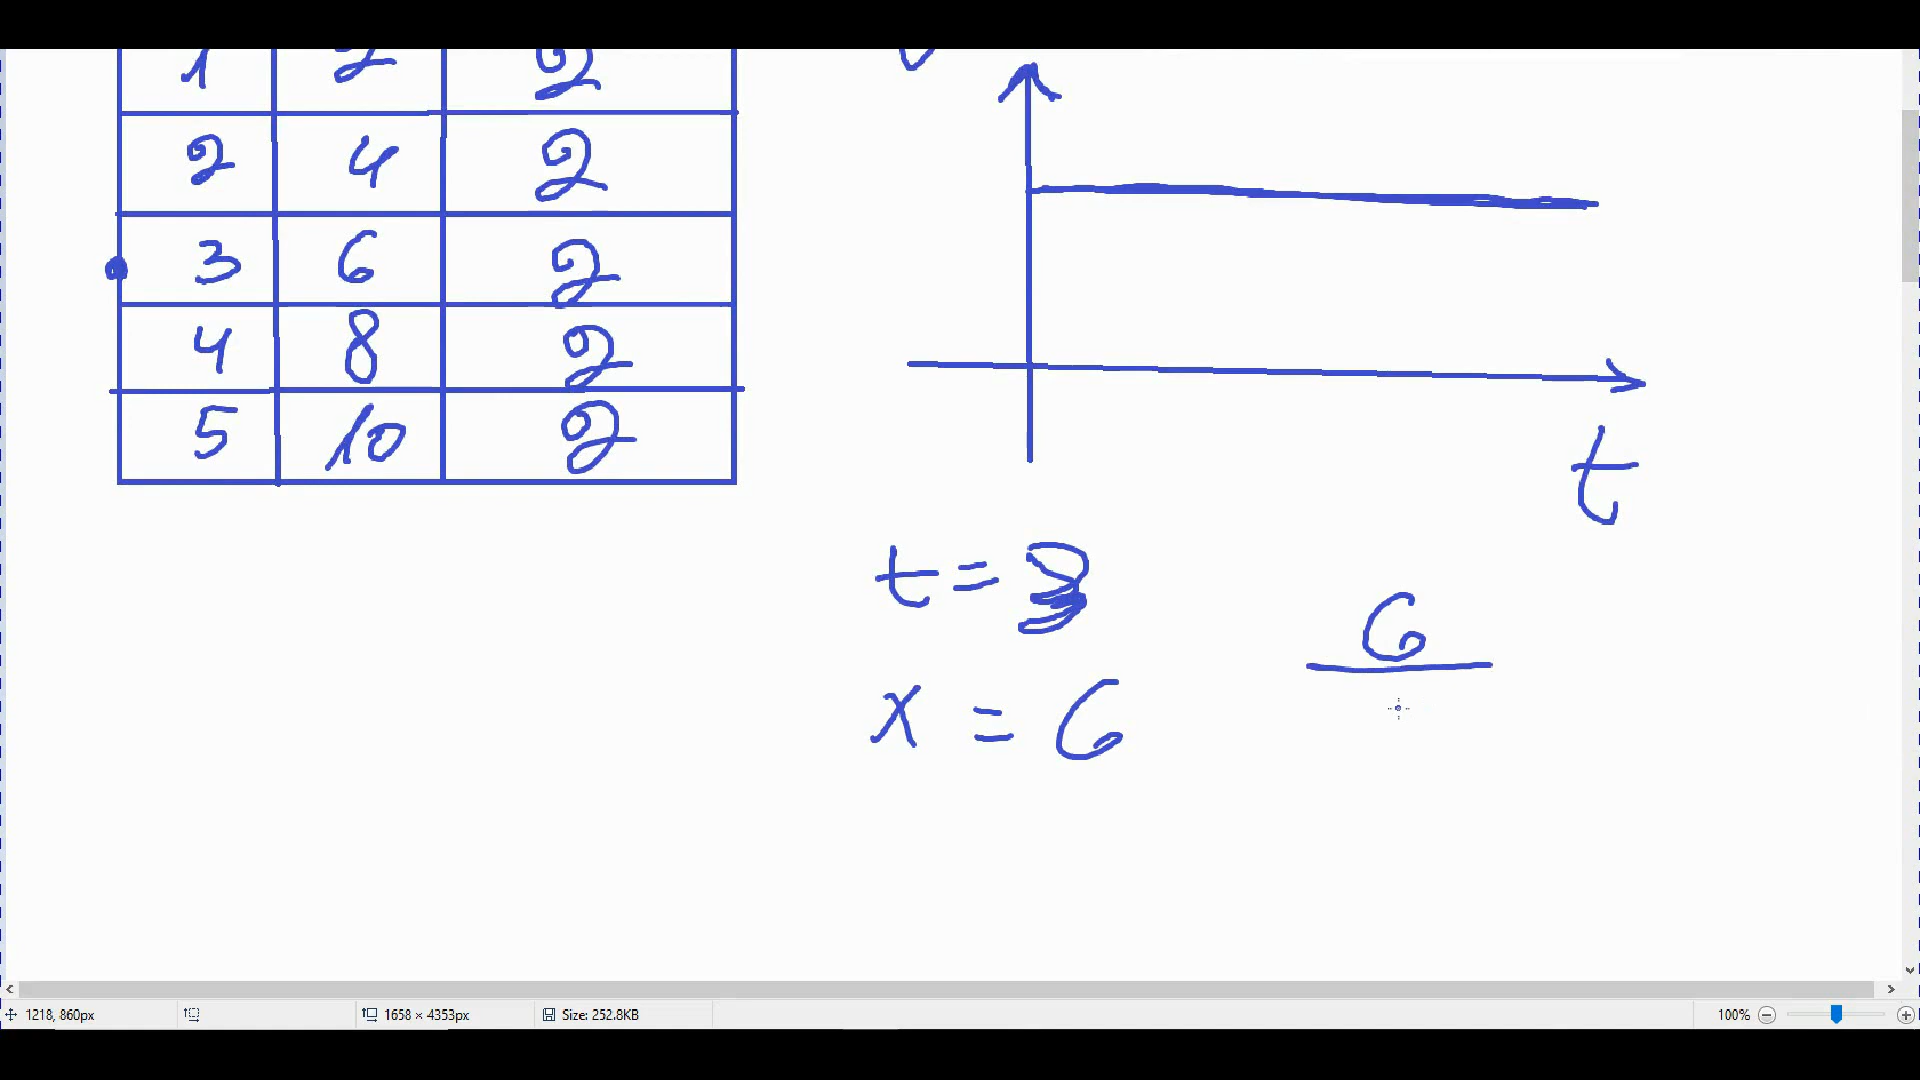 1 2 2
2 4 2
3 6 2
4 8 2
5 10 2
t
t = 3
x = 6
6
1218, 860px
1658 × 4353px
Size: 252.8KB
100%